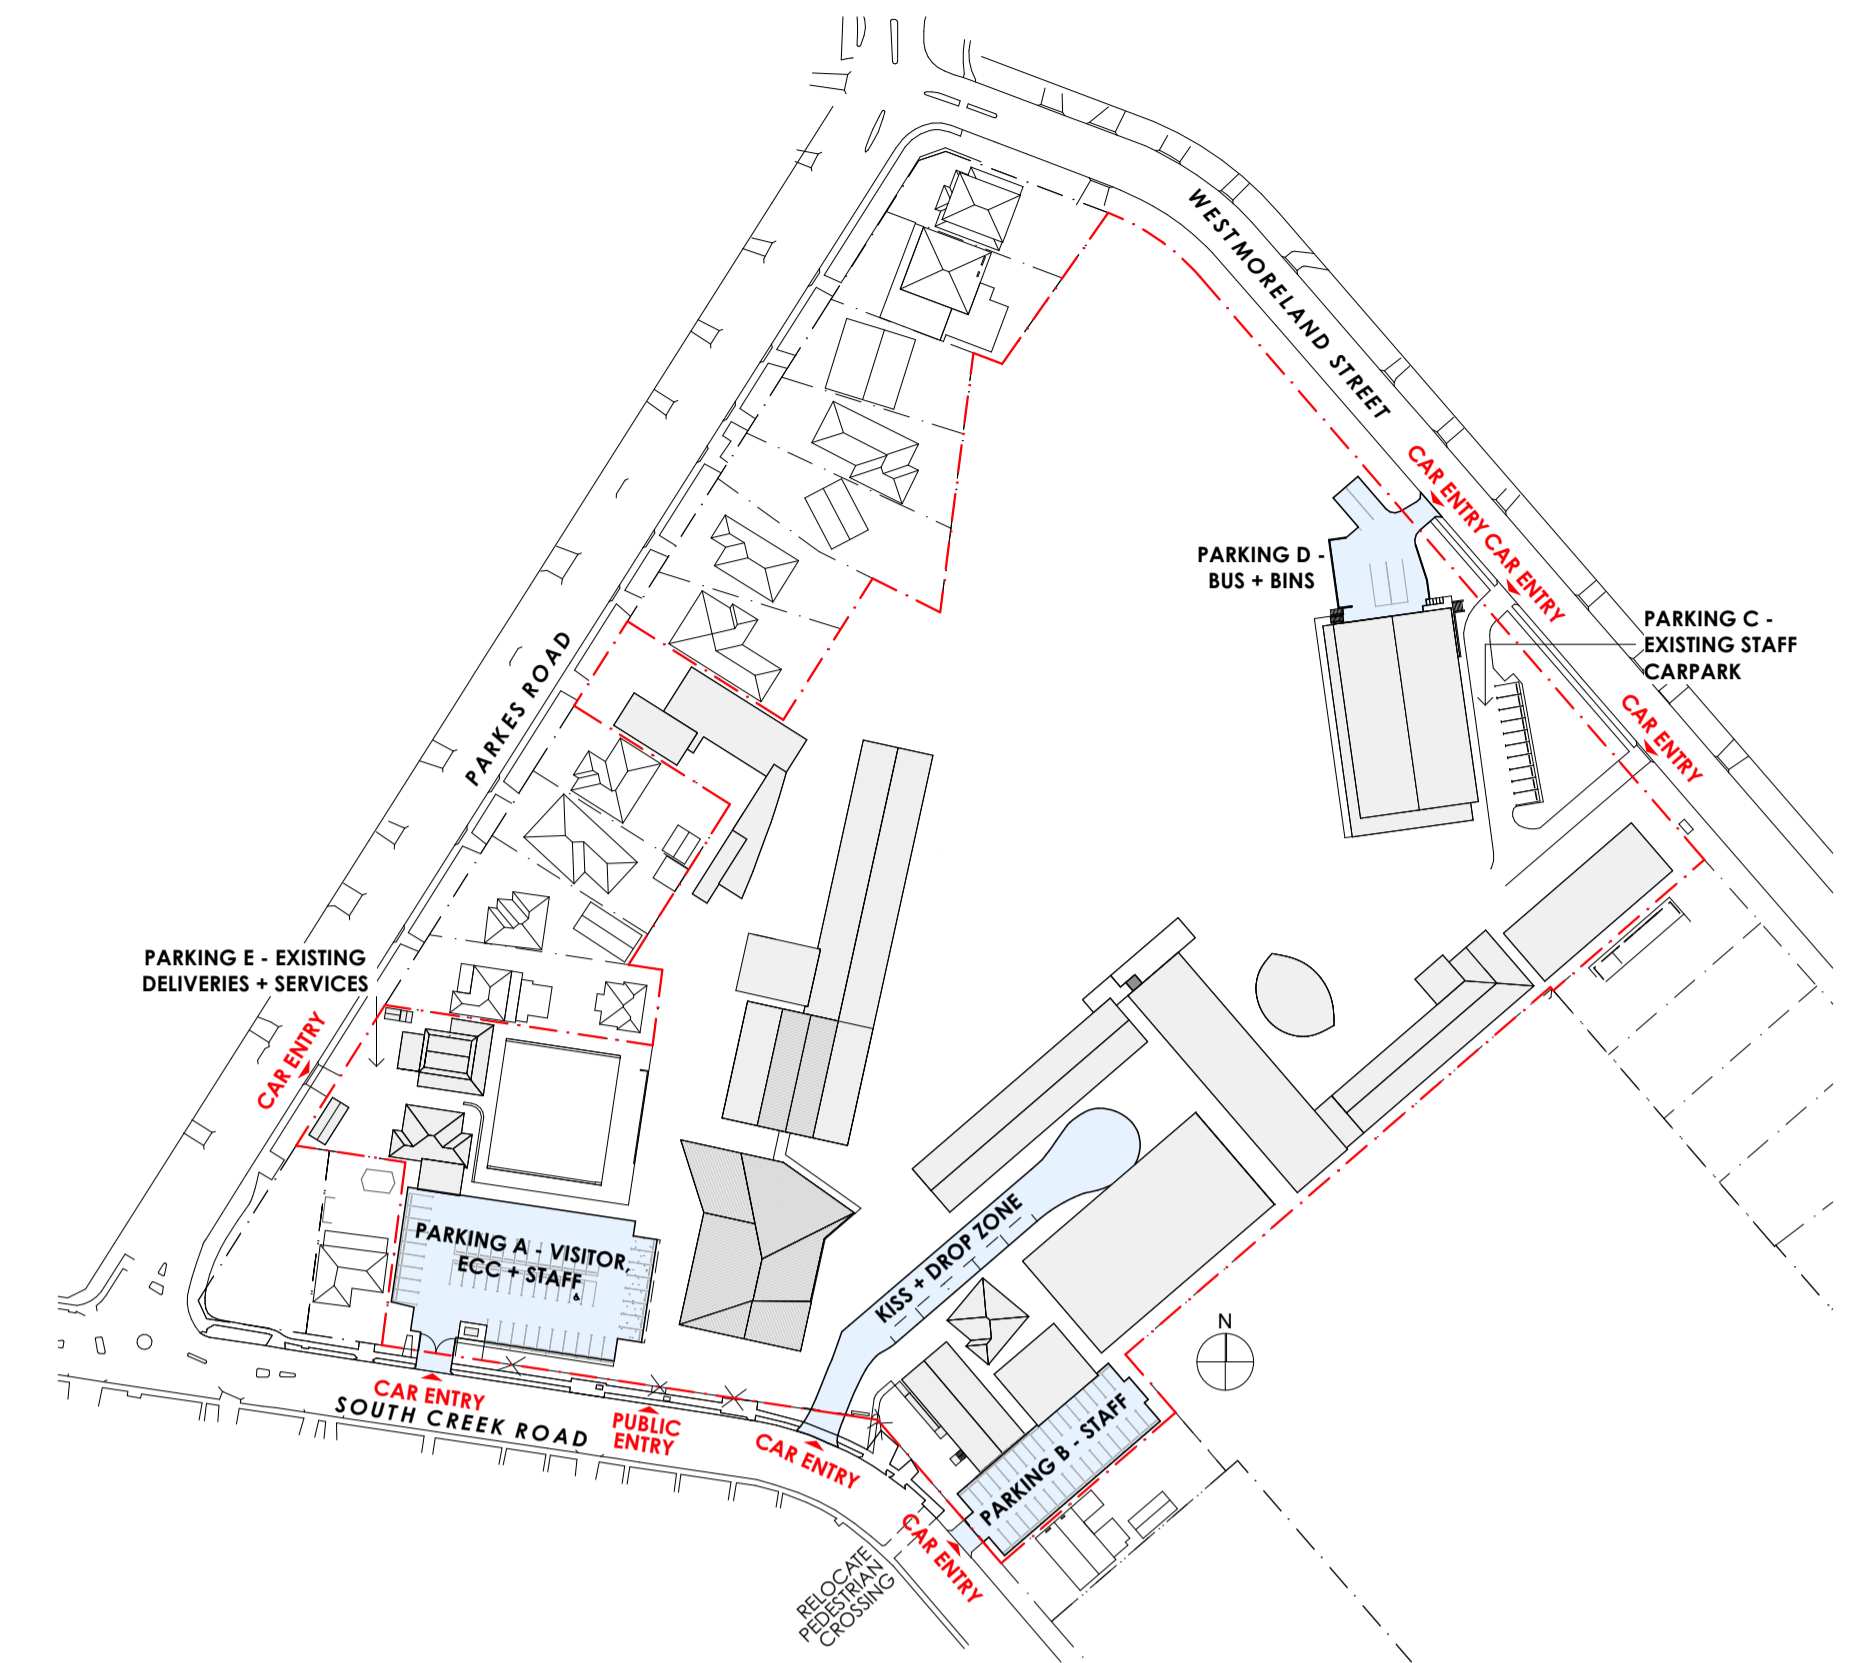 WESTMORELAND STREET
CAR ENTRY
CAR ENTRY
PARKING D -
BUS + BINS
PARKING C -
EXISTING STAFF
CARPARK
CAR ENTRY
PARKES ROAD
PARKING E - EXISTING
DELIVERIES + SERVICES
CAR ENTRY
PARKING A - VISITOR,
ECC + STAFF
KISS + DROP ZONE
N
CAR ENTRY
SOUTH CREEK ROAD
PUBLIC
ENTRY
CAR ENTRY
PARKING B - STAFF
CAR ENTRY
RELOCATE
PEDESTRIAN
CROSSING